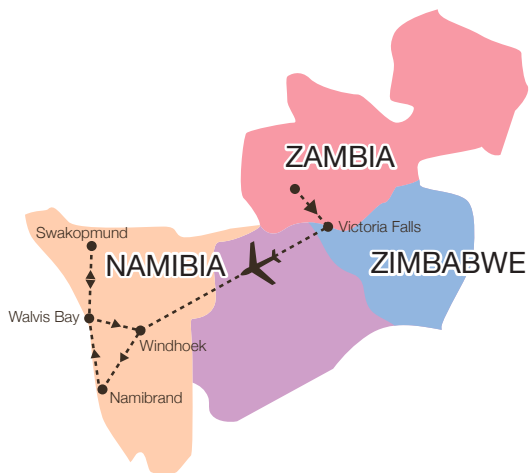 ZAMBIA
Victoria Falls
Swakopmund
NAMIBIA
ZIMBABWE
Walvis Bay
Windhoek
Namibrand